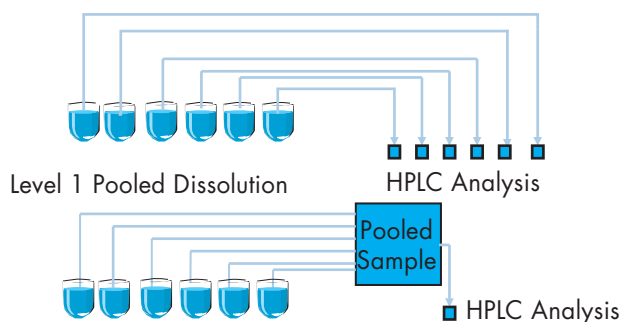 Level 1 Pooled Dissolution
HPLC Analysis
Pooled
Sample
HPLC Analysis